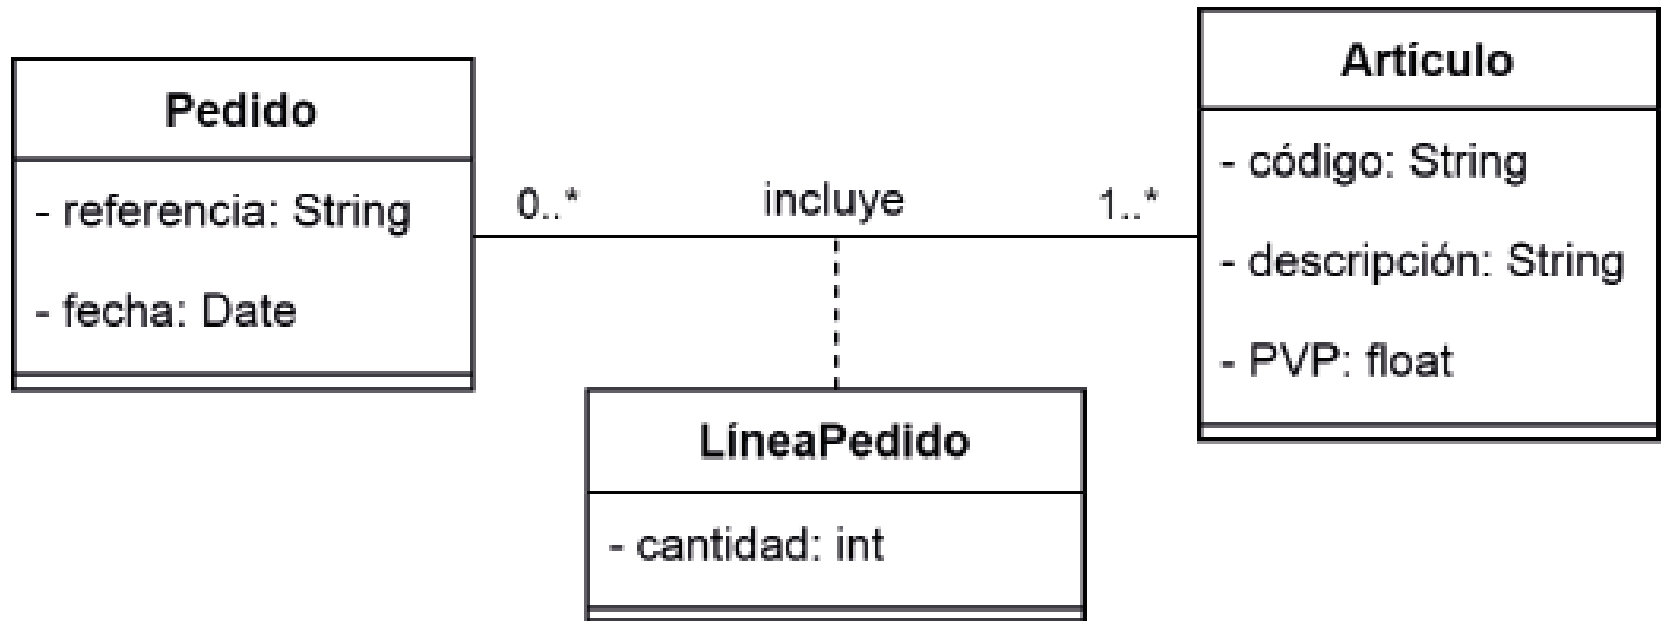 Pedido
- referencia: String
- fecha: Date
0..*
incluye
1..*
Artículo
- código: String
- descripción: String
- PVP: float
LíneaPedido
- cantidad: int